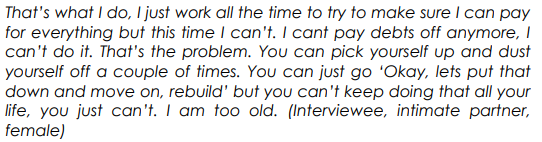 That's what I do, I just work all the time to try to make sure I can pay
for everything but this time I can't. I cant pay debts off anymore, I
can't do it. That's the problem. You can pick yourself up and dust
yourself off a couple of times. You can just go 'Okay, lets put that
down and move on, rebuild' but you can't keep doing that all your
life, you just can't. I am too old. (Interviewee, intimate partner,
female)